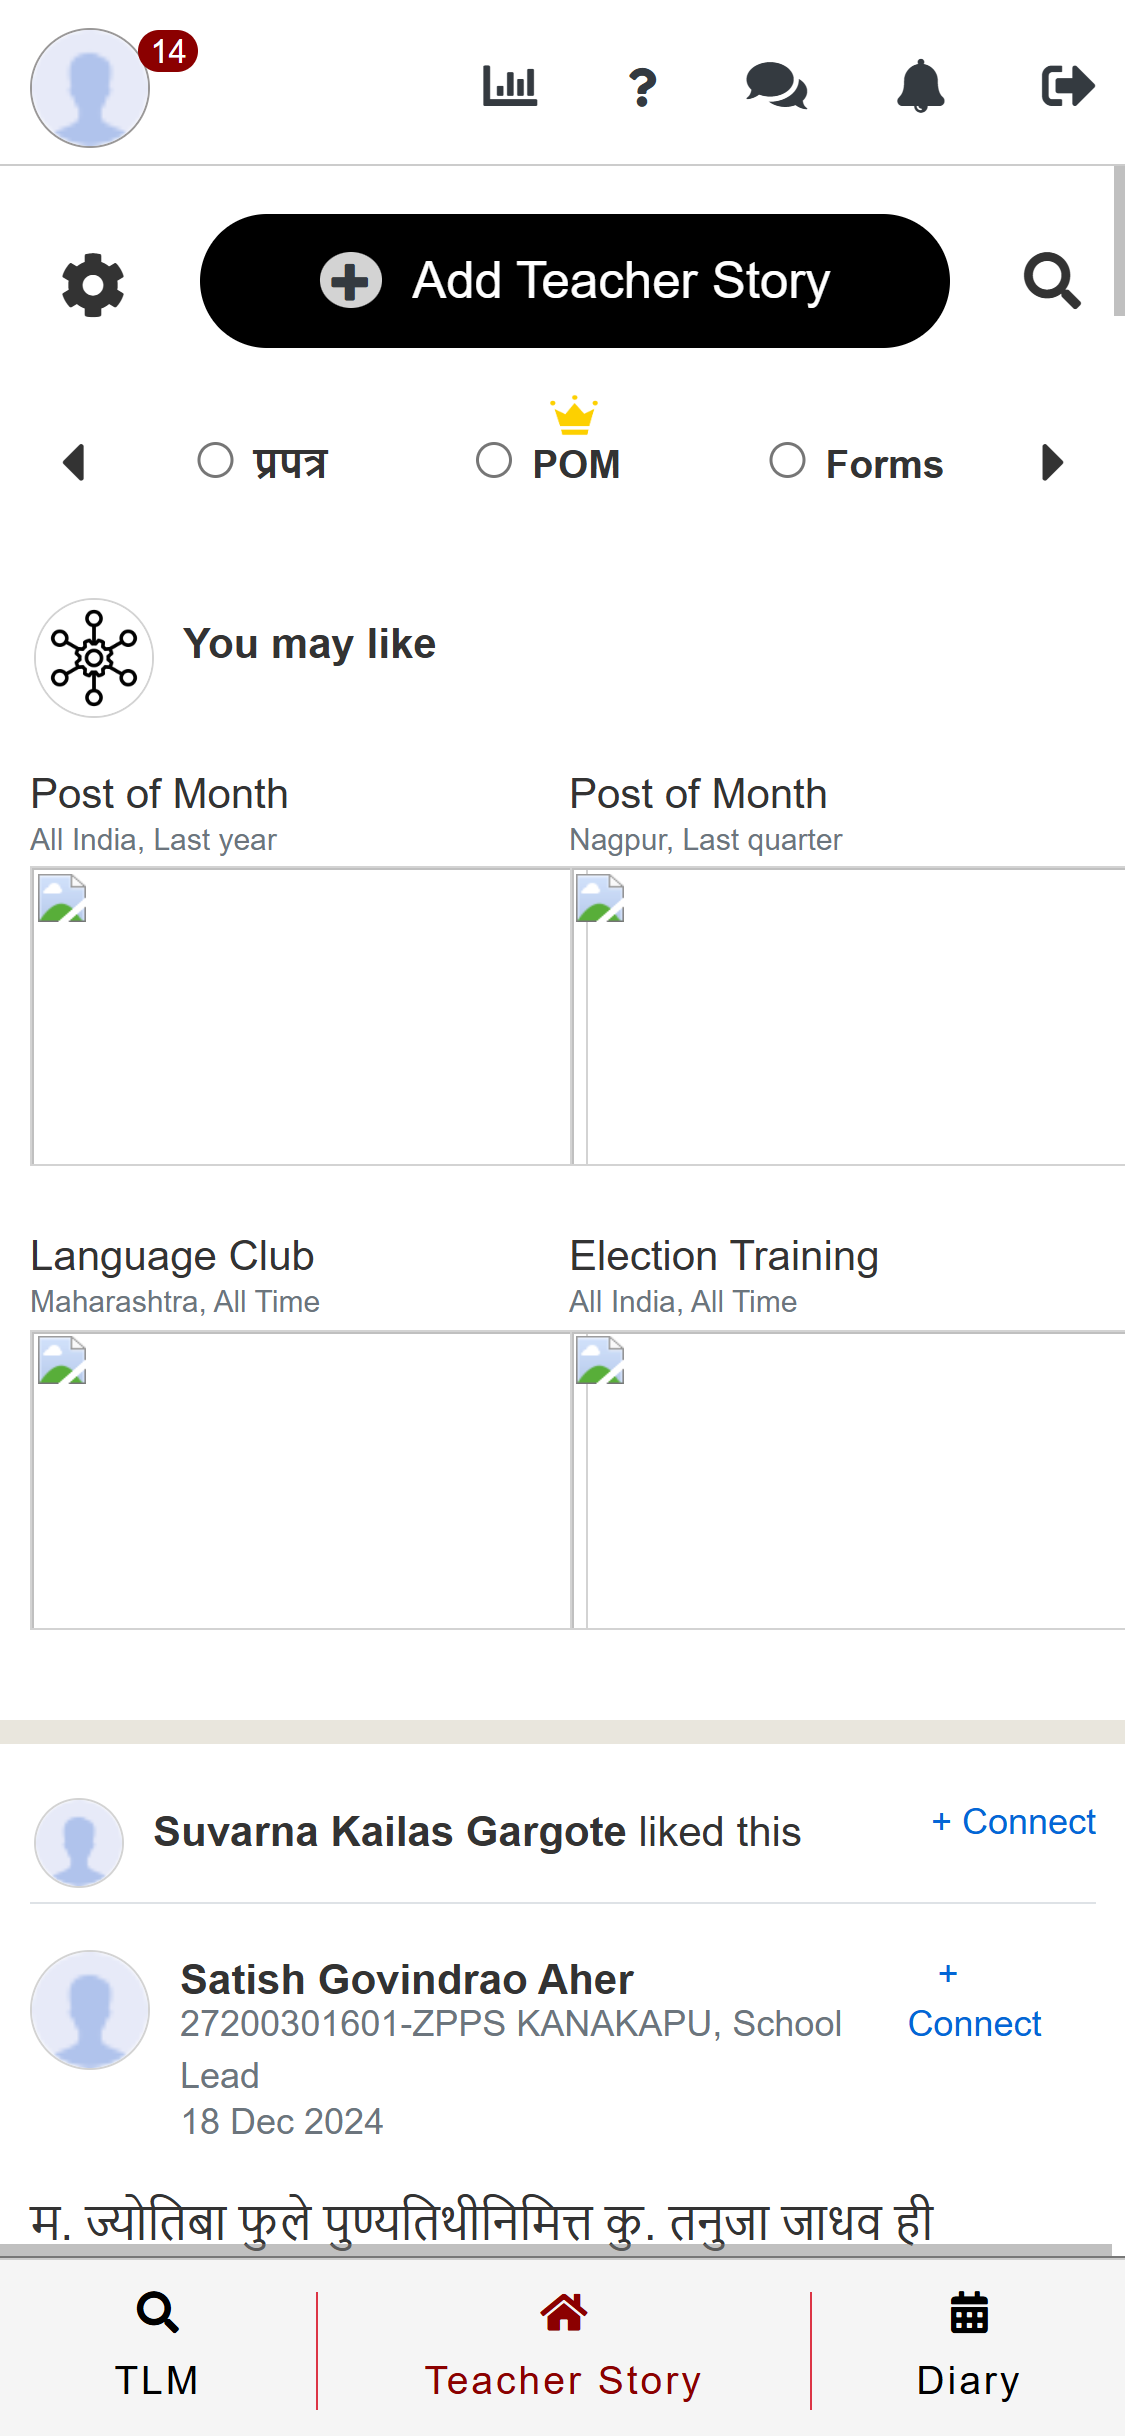 14
Add Teacher Story
प्रपत्र
POM
Forms
You may like
Post of Month
All India, Last year
Post of Month
Nagpur, Last quarter
Language Club
Maharashtra, All Time
Election Training
All India, All Time
Suvarna Kailas Gargote liked this
+ Connect
Satish Govindrao Aher
27200301601-ZPPS KANAKAPU, School
Lead
18 Dec 2024
+
Connect
म. ज्योतिबा फुले पुण्यतिथीनिमित्त कु. तनुजा जाधव ही
TLM
Teacher Story
Diary